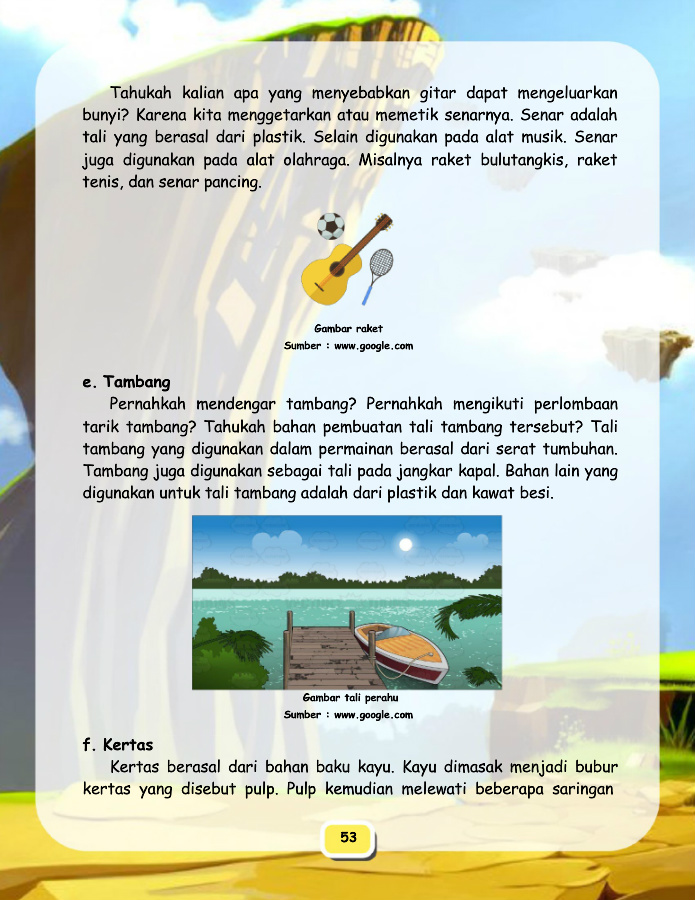 Tahukah kalian apa yang menyebabkan gitar dapat mengeluarkan
bunyi? Karena kita menggetarkan atau memetik senarnya. Senar adalah
tali yang berasal dari plastik. Selain digunakan pada alat musik. Senar
juga digunakan pada alat olahraga. Misalnya raket bulutangkis, raket
tenis, dan senar pancing.
Gambar raket
Sumber : www.google.com
e. Tambang
Pernahkah mendengar tambang? Pernahkah mengikuti perlombaan
tarik tambang? Tahukah bahan pembuatan tali tambang tersebut? Tali
tambang yang digunakan dalam permainan berasal dari serat tumbuhan.
Tambang juga digunakan sebagai tali pada jangkar kapal. Bahan lain yang
digunakan untuk tali tambang adalah dari plastik dan kawat besi.
Gambar tali perahu
Sumber : www.google.com
f. Kertas
Kertas berasal dari bahan baku kayu. Kayu dimasak menjadi bubur
kertas yang disebut pulp. Pulp kemudian melewati beberapa saringan
53